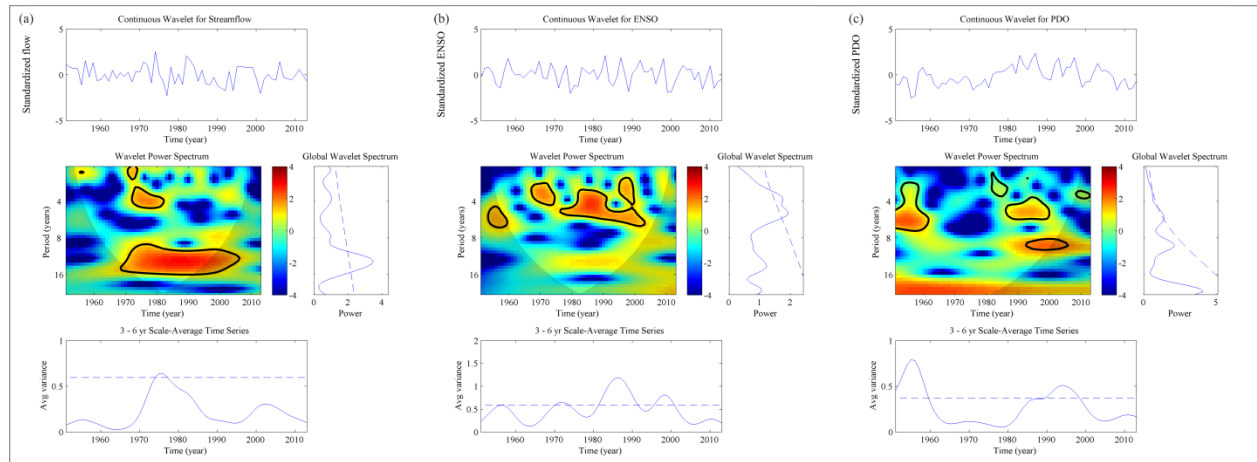 (a)
Continuous Wavelet for Streamflow
Standardized flow
5
0
-5
1960 1970 1980 1990 2000 2010
Time (year)
Wavelet Power Spectrum
Global Wavelet Spectrum
Period (years)
4
8
16
1960 1970 1980 1990 2000 2010
Time (year)
4
2
0
-2
-4
0 2 4
Power
3 - 6 yr Scale-Average Time Series
Avg variance
1
0.5
0
1960 1970 1980 1990 2000 2010
Time (year)
(b)
Continuous Wavelet for ENSO
Standardized ENSO
5
0
-5
1960 1970 1980 1990 2000 2010
Time (year)
Wavelet Power Spectrum
Global Wavelet Spectrum
Period (years)
4
8
16
1960 1970 1980 1990 2000 2010
Time (year)
4
2
0
-2
-4
0 1 2
Power
3 - 6 yr Scale-Average Time Series
Avg variance
2
1.5
1
0.5
0
1960 1970 1980 1990 2000 2010
Time (year)
(c)
Continuous Wavelet for PDO
Standardized PDO
5
0
-5
1960 1970 1980 1990 2000 2010
Time (year)
Wavelet Power Spectrum
Global Wavelet Spectrum
Period (years)
4
8
16
1960 1970 1980 1990 2000 2010
Time (year)
4
2
0
-2
-4
0 5
Power
3 - 6 yr Scale-Average Time Series
Avg variance
1
0.5
0
1960 1970 1980 1990 2000 2010
Time (year)